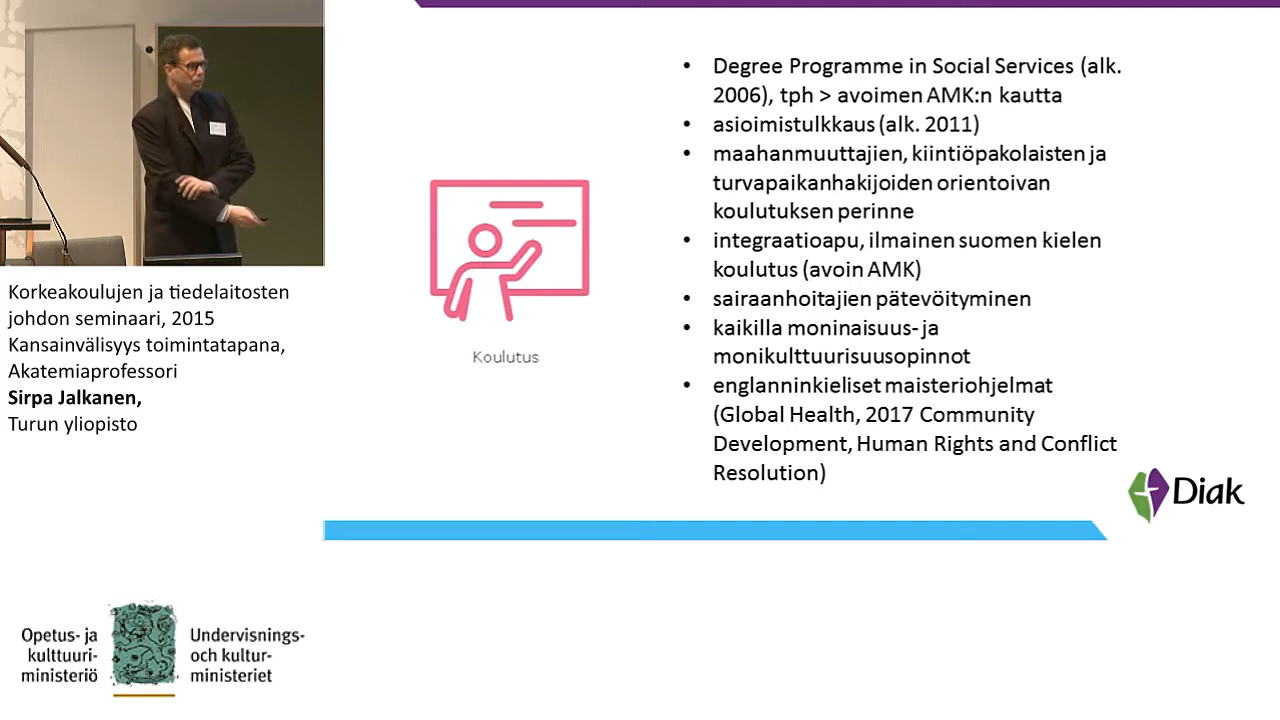 Korkeakoulujen ja tiedelaitosten
johdon seminaari, 2015
Kansainvälisyys toimintatapana,
Akatemiaprofessori
Sirpa Jalkanen,
Turun yliopisto
Koulutus
• Degree Programme in Social Services (alk.
2006), tph > avoimen AMK:n kautta
• asioimistulkkaus (alk. 2011)
• maahanmuuttajien, kiintiöpakolaisten ja
turvapaikanhakijoiden orientoivan
koulutuksen perinne
• integraatioapu, ilmainen suomen kielen
koulutus (avoin AMK)
• sairaanhoitajien pätevöityminen
• kaikilla moninaisuus- ja
monikulttuurisuusopinnot
• englanninkieliset maisteriohjelmat
(Global Health, 2017 Community
Development, Human Rights and Conflict
Resolution)
Diak
Opetus- ja
kulttuuri-
ministeriö
Undervisnings-
och kultur-
ministeriet